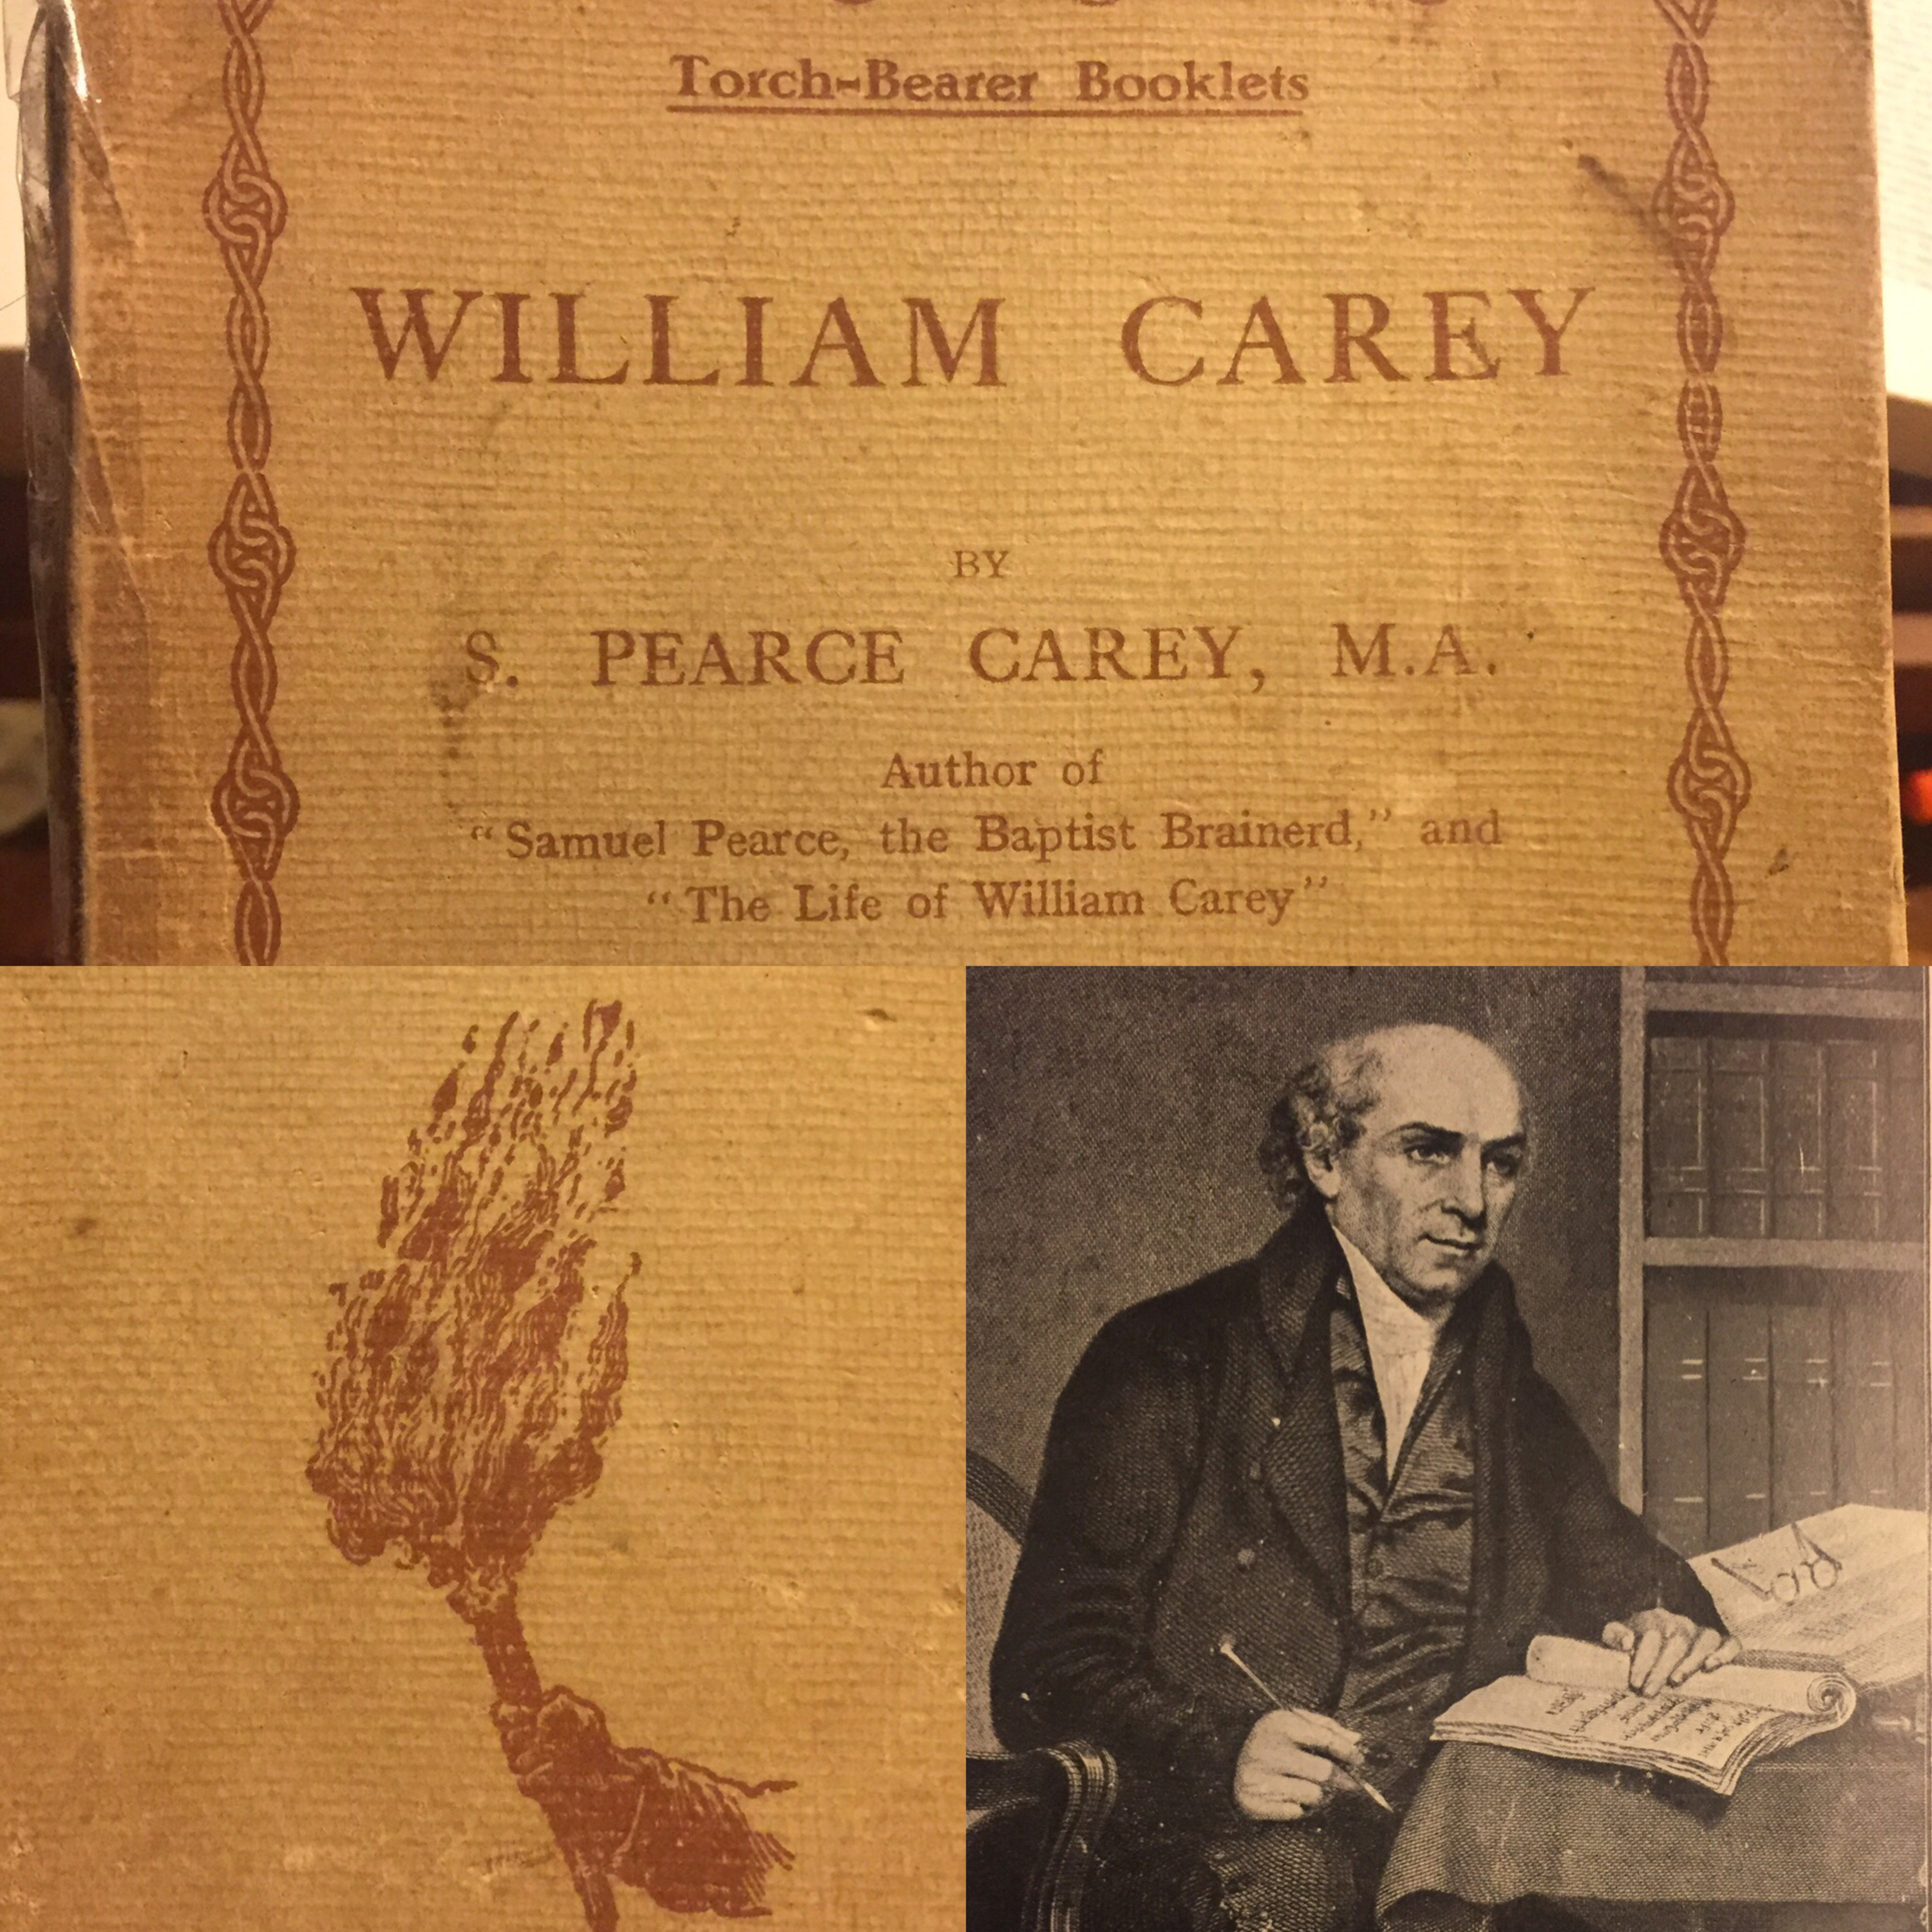 Torch-Bearer Booklets
WILLIAM CAREY
BY
S. PEARCE CAREY, M.A.
Author of
“Samuel Pearce, the Baptist Brainerd,” and
“The Life of William Carey”